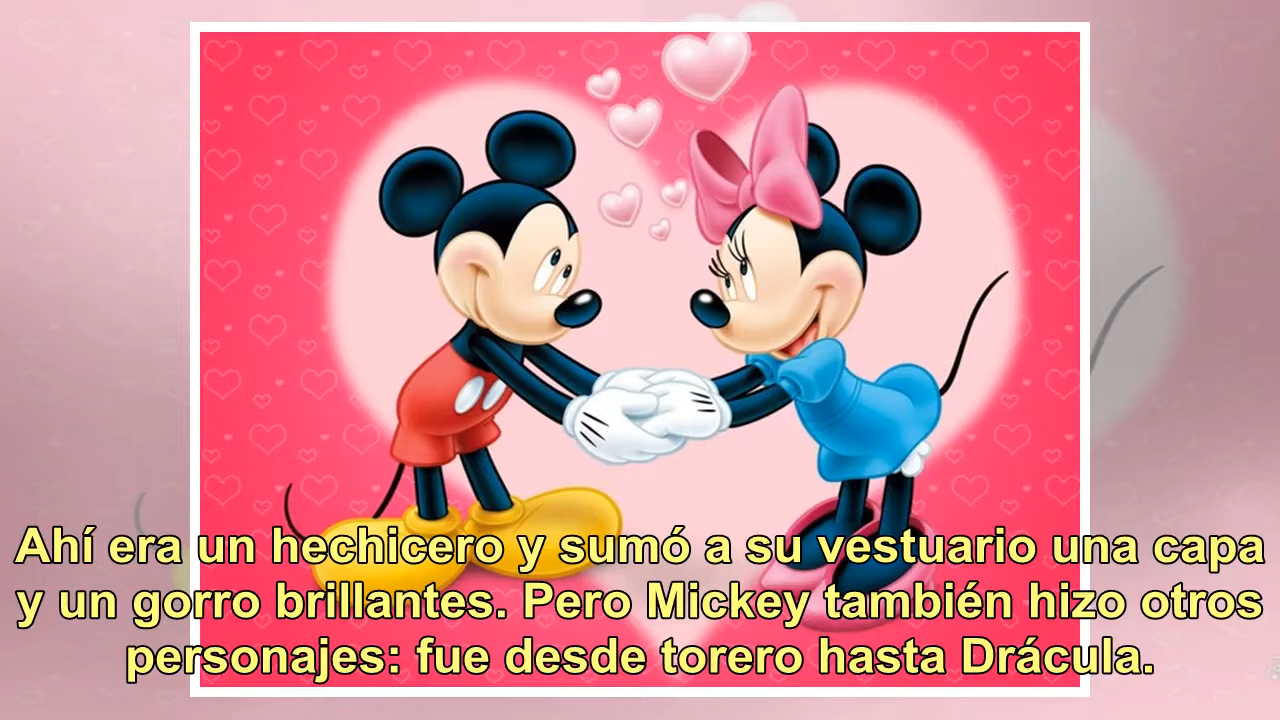 Ahí era un hechicero y sumó a su vestuario una capa
y un gorro brillantes. Pero Mickey también hizo otros
personajes: fue desde torero hasta Drácula.